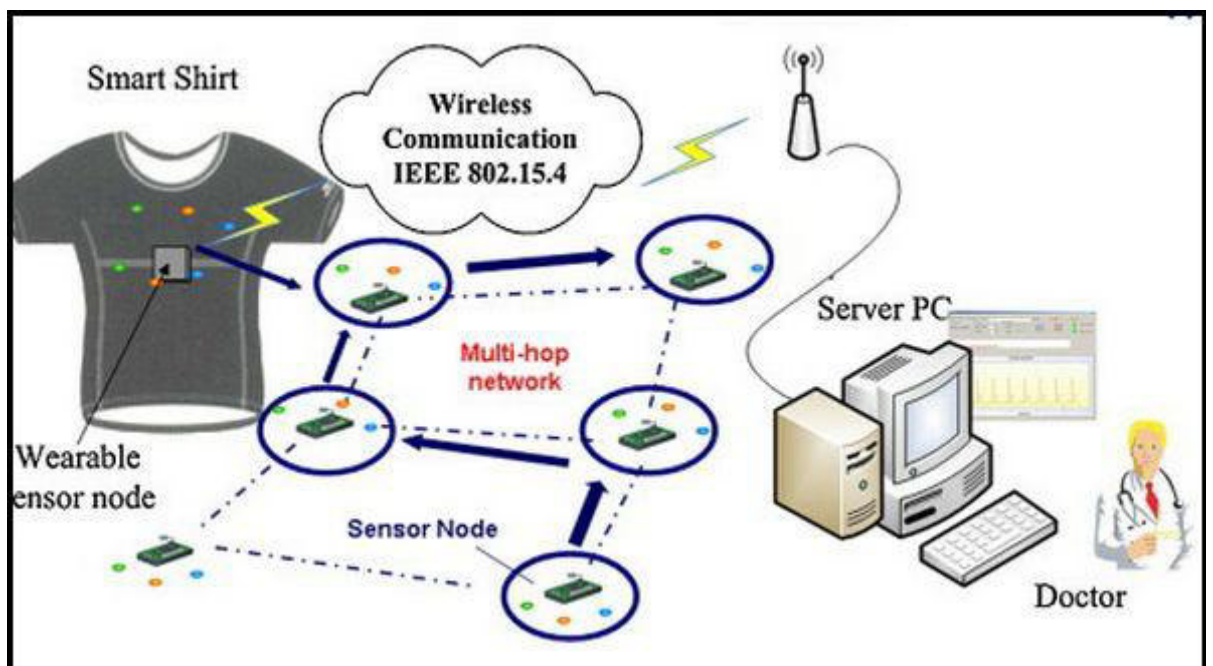 Smart Shirt
Wireless
Communication
IEEE 802.15.4
Server PC
Multi-hop
network
Wearable
ensor node
Sensor Node
Doctor